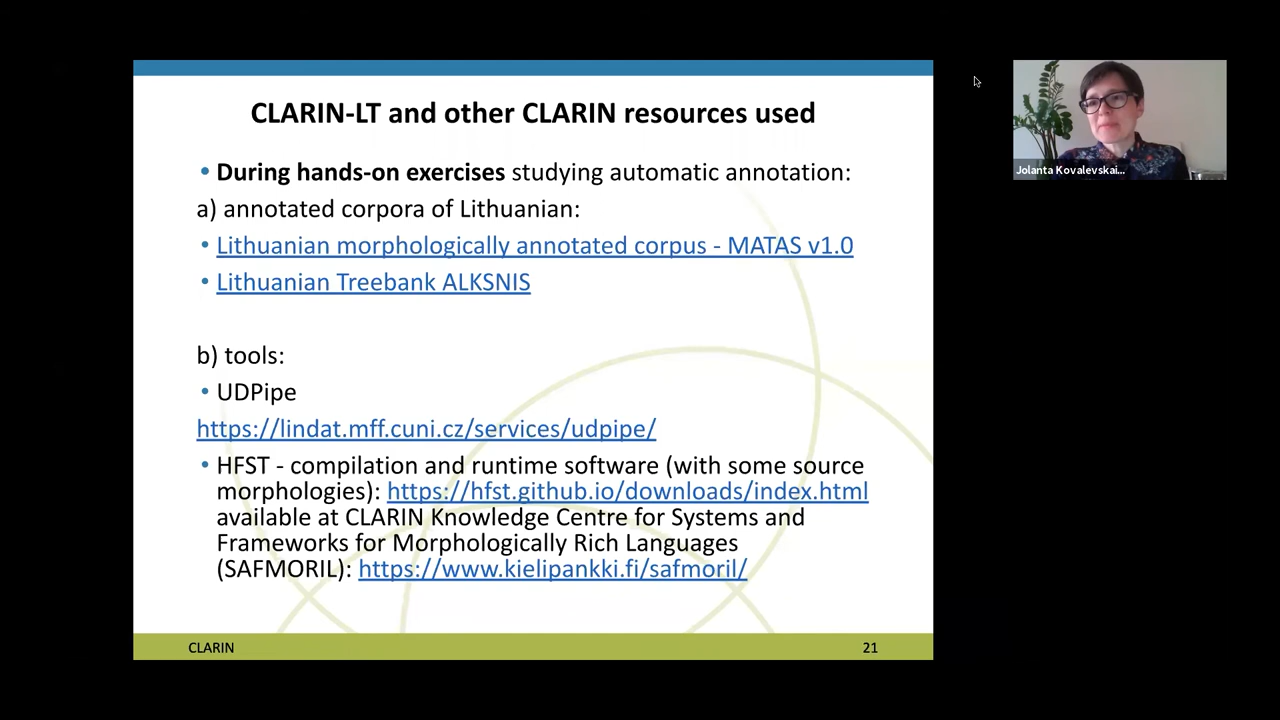 CLARIN-LT and other CLARIN resources used
• During hands-on exercises studying automatic annotation:
a) annotated corpora of Lithuanian:
• Lithuanian morphologically annotated corpus - MATAS v1.0
• Lithuanian Treebank ALKSNIS
b) tools:
• UDPipe
https://lindat.mff.cuni.cz/services/udpipe/
• HFST - compilation and runtime software (with some source
morphologies): https://hfst.github.io/downloads/index.html
available at CLARIN Knowledge Centre for Systems and
Frameworks for Morphologically Rich Languages
(SAFMORIL): https://www.kielipankki.fi/safmoril/
CLARIN 21
Jolanta Kovalevskai...